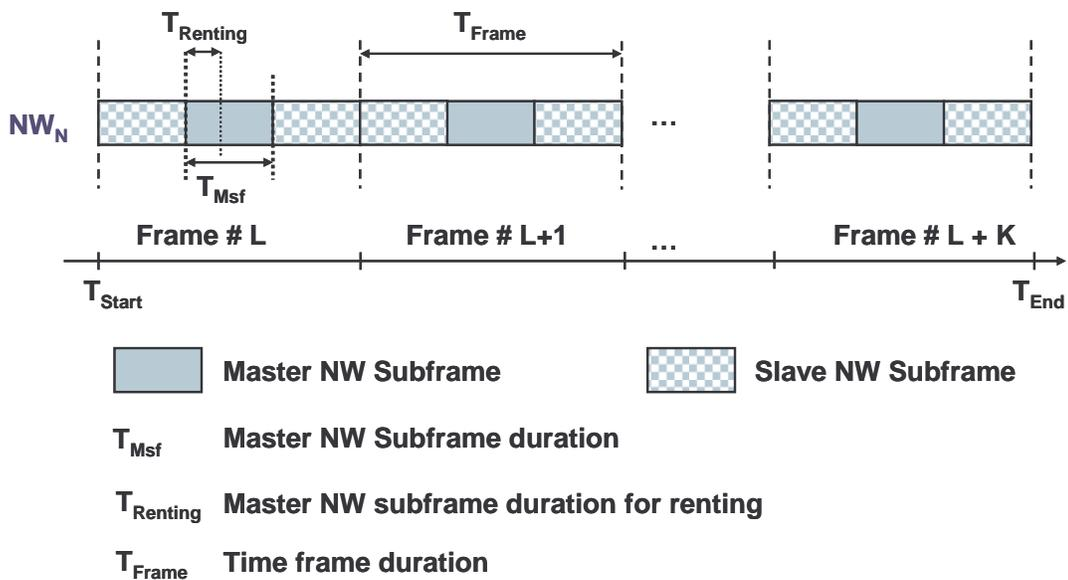 T_Renting
T_Frame
NW_N
...
T_Msf
Frame # L
Frame # L+1
...
Frame # L + K
T_Start
T_End
Master NW Subframe
Slave NW Subframe
T_Msf Master NW Subframe duration
T_Renting Master NW subframe duration for renting
T_Frame Time frame duration